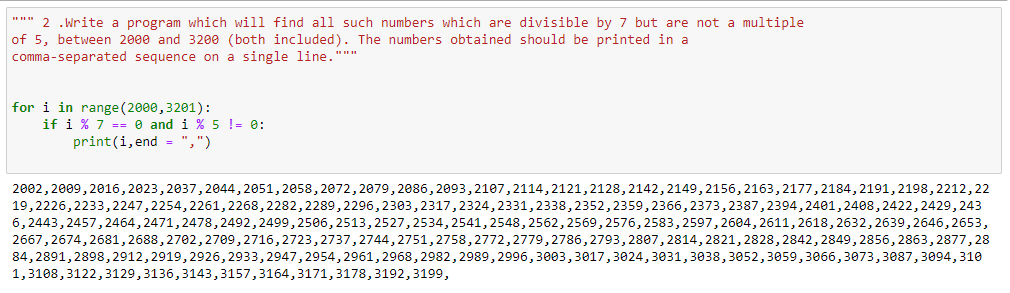 """ 2 .Write a program which will find all such numbers which are divisible by 7 but are not a multiple
of 5, between 2000 and 3200 (both included). The numbers obtained should be printed in a
comma-separated sequence on a single line."""
for i in range(2000,3201):
    if i % 7 == 0 and i % 5 != 0:
        print(i,end = ",")
2002,2009,2016,2023,2037,2044,2051,2058,2072,2079,2086,2093,2107,2114,2121,2128,2142,2149,2156,2163,2177,2184,2191,2198,2212,22
19,2226,2233,2247,2254,2261,2268,2282,2289,2296,2303,2317,2324,2331,2338,2352,2359,2366,2373,2387,2394,2401,2408,2422,2429,243
6,2443,2457,2464,2471,2478,2492,2499,2506,2513,2527,2534,2541,2548,2562,2569,2576,2583,2597,2604,2611,2618,2632,2639,2646,2653,
2667,2674,2681,2688,2702,2709,2716,2723,2737,2744,2751,2758,2772,2779,2786,2793,2807,2814,2821,2828,2842,2849,2856,2863,2877,28
84,2891,2898,2912,2919,2926,2933,2947,2954,2961,2968,2982,2989,2996,3003,3017,3024,3031,3038,3052,3059,3066,3073,3087,3094,310
1,3108,3122,3129,3136,3143,3157,3164,3171,3178,3192,3199,